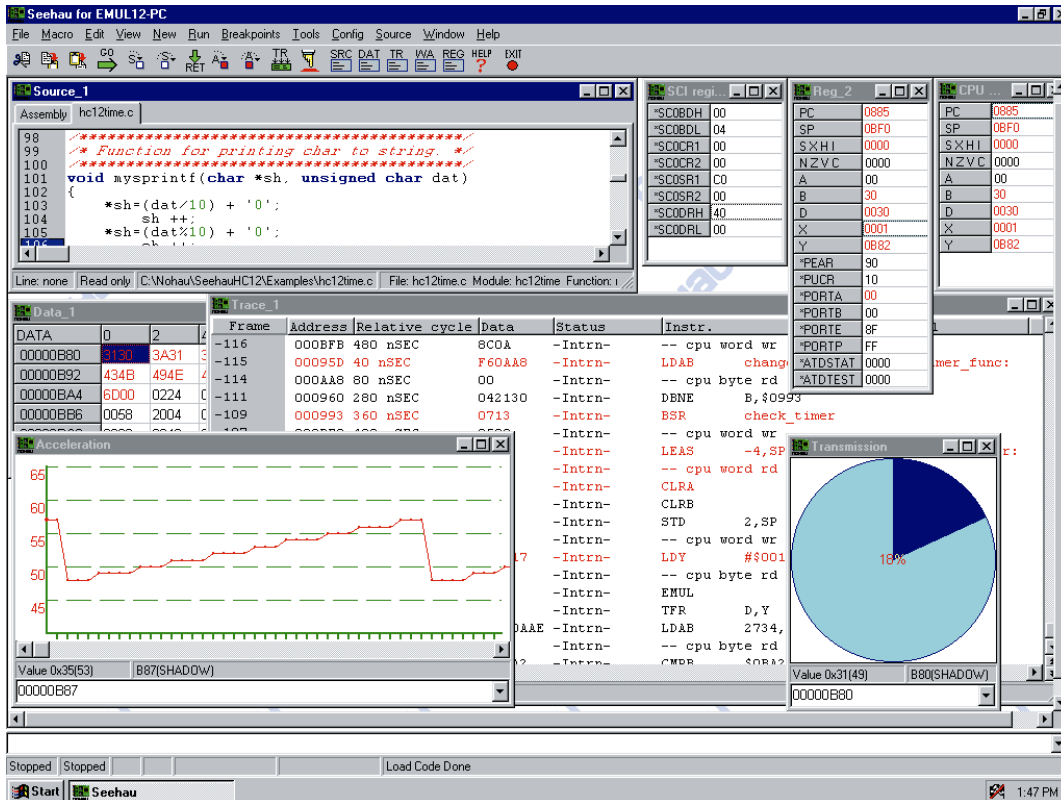 Seehau for EMUL12-PC
File Macro Edit View New Run Breakpoints Tools Config Source Window Help
GO RET TR SRC DAT TR WA REG HELP ? EXIT
Source_1
Assembly hc12time.c
98 /*********************************************/
99 /* Function for printing char to string. */
100 /*********************************************/
101 void mysprintf(char *sh, unsigned char dat)
102 {
103 *sh=(dat/10) + '0';
104 sh ++;
105 *sh=(dat%10) + '0';
106 sh ++;
Line: none Read only C:\Nohau\SeehauHC12\Examples\hc12time.c File: hc12time.c Module: hc12time Function:
SCI regi...
*SC0BDH 00
*SC0BDL 04
*SC0CR1 00
*SC0CR2 00
*SC0SR1 C0
*SC0SR2 00
*SC0DRH 40
*SC0DRL 00
Reg_2
PC 0885
SP 0BF0
SXHI 0000
NZVC 0000
A 00
B 30
D 0030
X 0001
Y 0B82
*PEAR 90
*PUCR 10
*PORTA 00
*PORTB 00
*PORTE 8F
*PORTP FF
*ATDSTAT 0000
*ATDTEST 0000
CPU ...
PC 0885
SP 0BF0
SXHI 0000
NZVC 0000
A 00
B 30
D 0030
X 0001
Y 0B82
Data_1
DATA 0 2 4
00000B80 3130 3A31
00000B92 434B 494E
00000BA4 6D00 0224
00000BB6 0058 2004
Trace_1
Frame Address Relative cycle Data Status Instr.
-116 000BFB 480 nSEC 8C0A -Intrn- -- cpu word wr
-115 00095D 40 nSEC F60AA8 -Intrn- LDAB chang mer_func:
-114 000AA8 80 nSEC 00 -Intrn- -- cpu byte rd
-111 000960 280 nSEC 042130 -Intrn- DBNE B,$0993
-109 000993 360 nSEC 0713 -Intrn- BSR check_timer
-107 -Intrn- -- cpu word wr
-Intrn- LEAS -4,SP r:
-Intrn- -- cpu word rd
-Intrn- CLRA
-Intrn- CLRB
-Intrn- STD 2,SP
-Intrn- -- cpu word wr
17 -Intrn- LDY #$001
-Intrn- -- cpu byte rd
-Intrn- EMUL
-Intrn- TFR D,Y
0AAE -Intrn- LDAB 2734,
-Intrn- -- cpu byte rd
-Intrn- CMPB $0BA2
Acceleration
65
60
55
50
45
Value 0x35(53) B87(SHADOW)
00000B87
Transmission
18%
Value 0x31(49) B80(SHADOW)
00000B80
Stopped Stopped Load Code Done
Start Seehau 1:47 PM